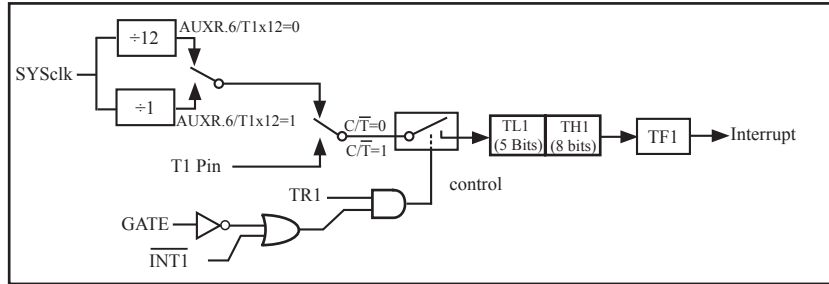 ÷12
AUXR.6/T1x12=0
SYSclk
÷1
AUXR.6/T1x12=1
C/T̅=0
C/T̅=1
T1 Pin
TL1
(5 Bits)
TH1
(8 bits)
TF1
Interrupt
control
TR1
GATE
I̅N̅T̅1̅